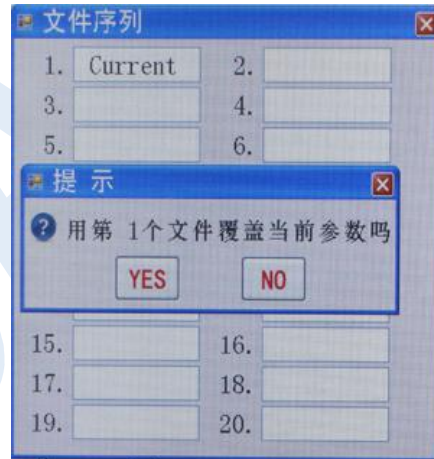 文件序列
1. Current 2.
3. 4.
5. 6.
提 示
用第 1个文件覆盖当前参数吗
YES NO
15. 16.
17. 18.
19. 20.